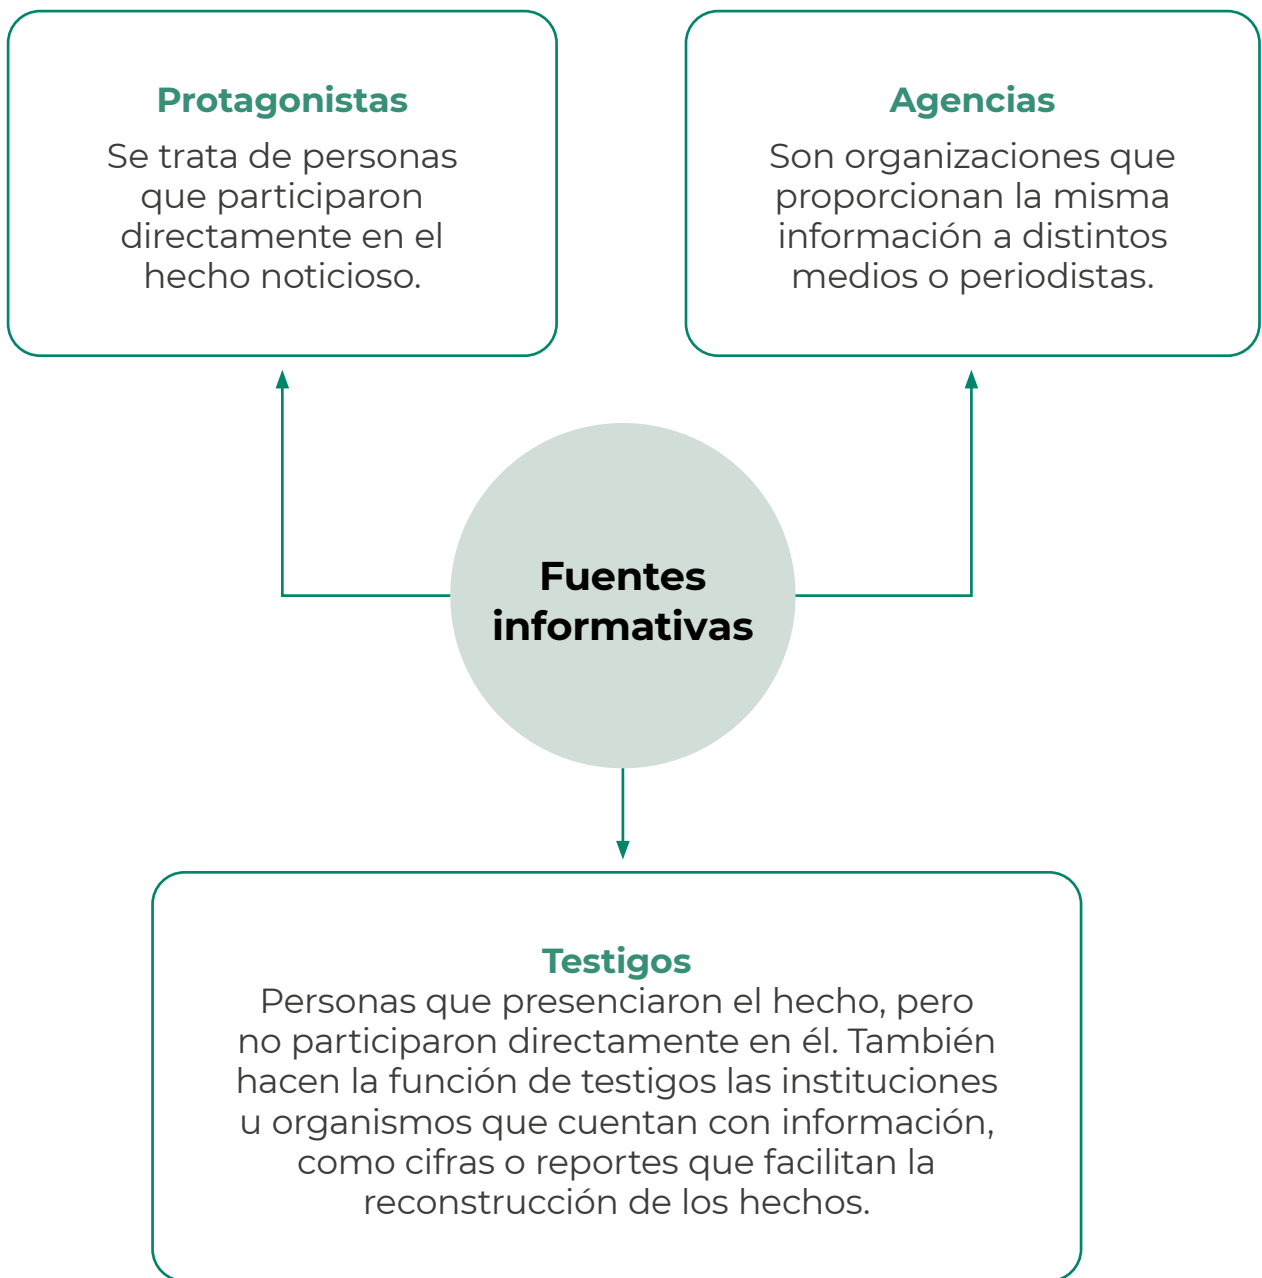 Protagonistas
Se trata de personas
que participaron
directamente en el
hecho noticioso.
Agencias
Son organizaciones que
proporcionan la misma
información a distintos
medios o periodistas.
Fuentes
informativas
Testigos
Personas que presenciaron el hecho, pero
no participaron directamente en él. También
hacen la función de testigos las instituciones
u organismos que cuentan con información,
como cifras o reportes que facilitan la
reconstrucción de los hechos.